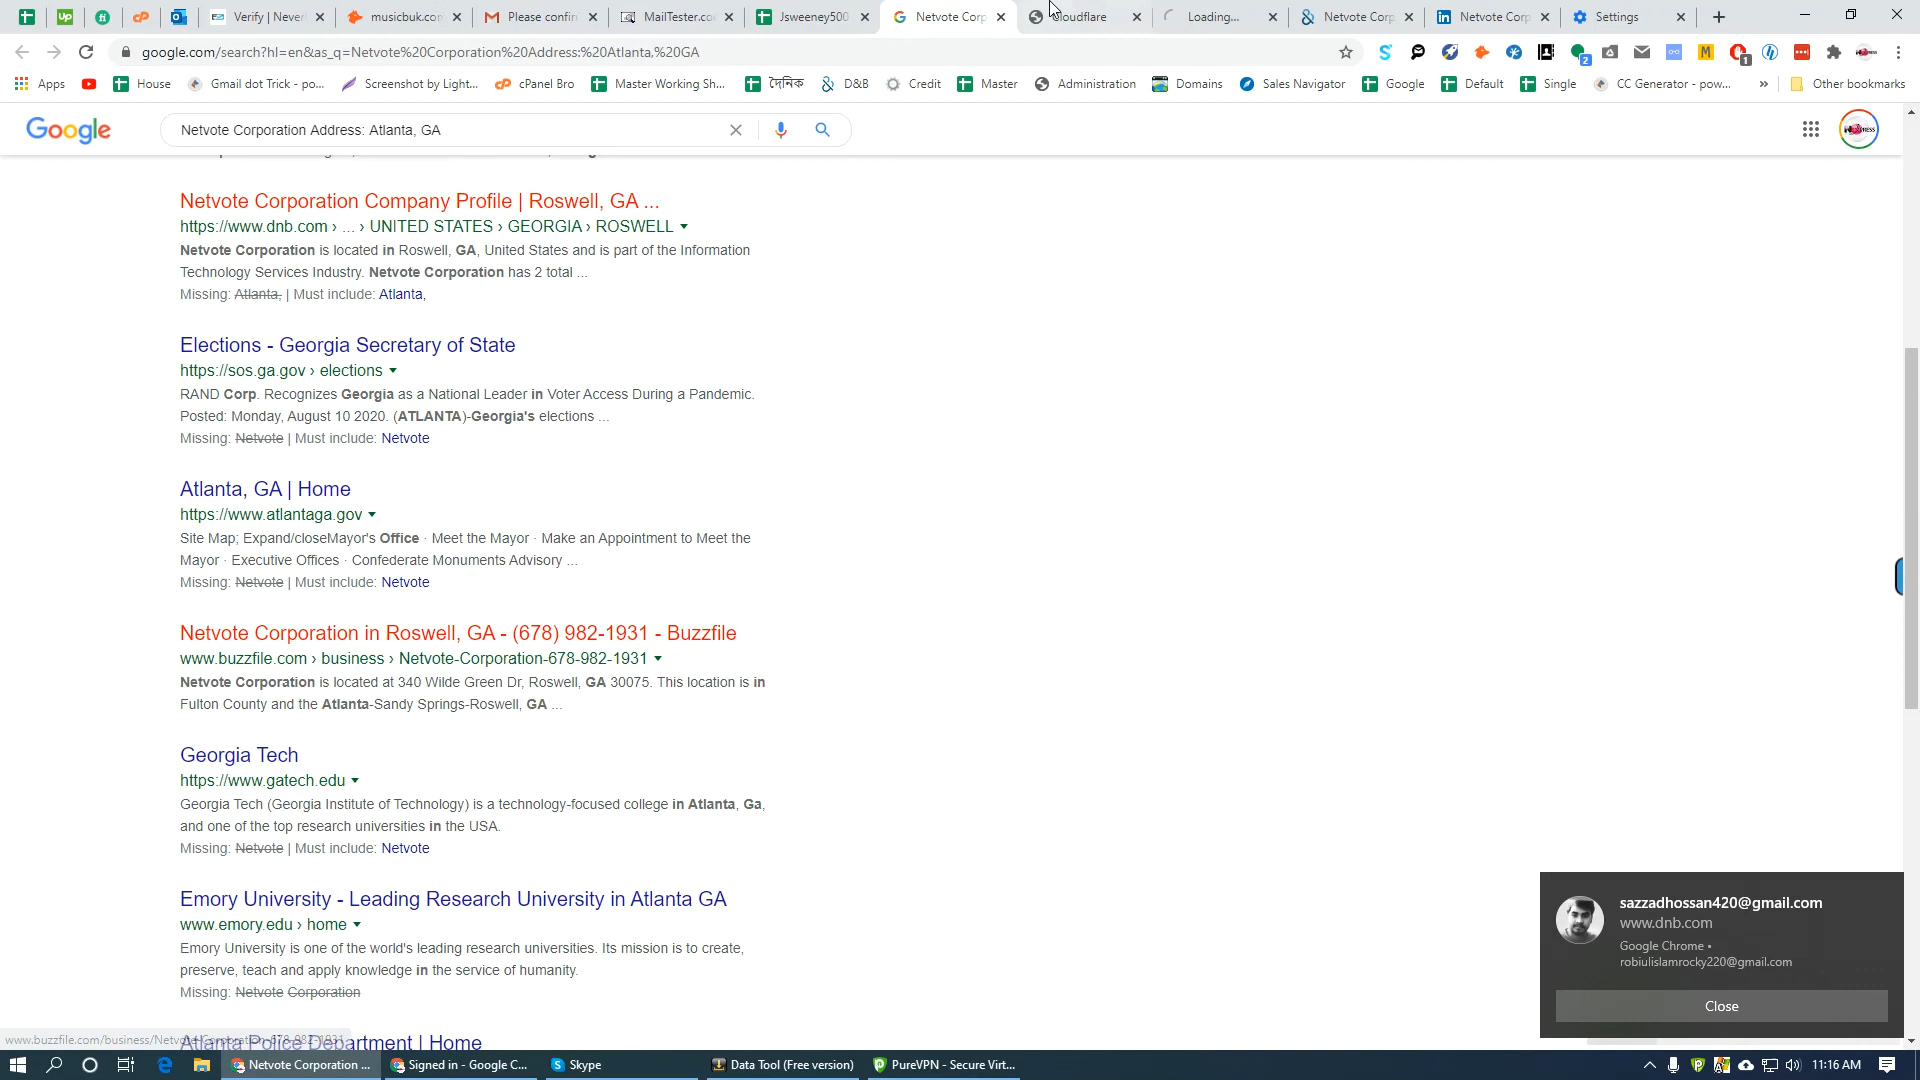 Verify | Never
musicbuk.com
Please confir
MailTester.co
Jsweeney500
Netvote Corp
Cloudflare
Loading...
Netvote Corp
Netvote Corp
Settings
google.com/search?hl=en&as_q=Netvote%20Corporation%20Address:%20Atlanta,%20GA
Apps
House
Gmail dot Trick - po...
Screenshot by Light...
cPanel Bro
Master Working Sh...
দৈনিক
D&B
Credit
Master
Administration
Domains
Sales Navigator
Google
Default
Single
CC Generator - pow...
»
Other bookmarks
Google
Netvote Corporation Address: Atlanta, GA
Netvote Corporation Company Profile | Roswell, GA ...
https://www.dnb.com › ... › UNITED STATES › GEORGIA › ROSWELL
Netvote Corporation is located in Roswell, GA, United States and is part of the Information
Technology Services Industry. Netvote Corporation has 2 total ...
Missing: Atlanta, | Must include: Atlanta,
Elections - Georgia Secretary of State
https://sos.ga.gov › elections
RAND Corp. Recognizes Georgia as a National Leader in Voter Access During a Pandemic.
Posted: Monday, August 10 2020. (ATLANTA)-Georgia's elections ...
Missing: Netvote | Must include: Netvote
Atlanta, GA | Home
https://www.atlantaga.gov
Site Map; Expand/closeMayor's Office · Meet the Mayor · Make an Appointment to Meet the
Mayor · Executive Offices · Confederate Monuments Advisory ...
Missing: Netvote | Must include: Netvote
Netvote Corporation in Roswell, GA - (678) 982-1931 - Buzzfile
www.buzzfile.com › business › Netvote-Corporation-678-982-1931
Netvote Corporation is located at 340 Wilde Green Dr, Roswell, GA 30075. This location is in
Fulton County and the Atlanta-Sandy Springs-Roswell, GA ...
Georgia Tech
https://www.gatech.edu
Georgia Tech (Georgia Institute of Technology) is a technology-focused college in Atlanta, Ga,
and one of the top research universities in the USA.
Missing: Netvote | Must include: Netvote
Emory University - Leading Research University in Atlanta GA
www.emory.edu › home
Emory University is one of the world's leading research universities. Its mission is to create,
preserve, teach and apply knowledge in the service of humanity.
Missing: Netvote Corporation
Atlanta Police Department | Home
www.buzzfile.com/business/Netvote-Corporation-678-982-1931
sazzadhossan420@gmail.com
www.dnb.com
Google Chrome •
robiulislamrocky220@gmail.com
Close
Netvote Corporation ...
Signed in - Google C...
Skype
Data Tool (Free version)
PureVPN - Secure Virt...
11:16 AM